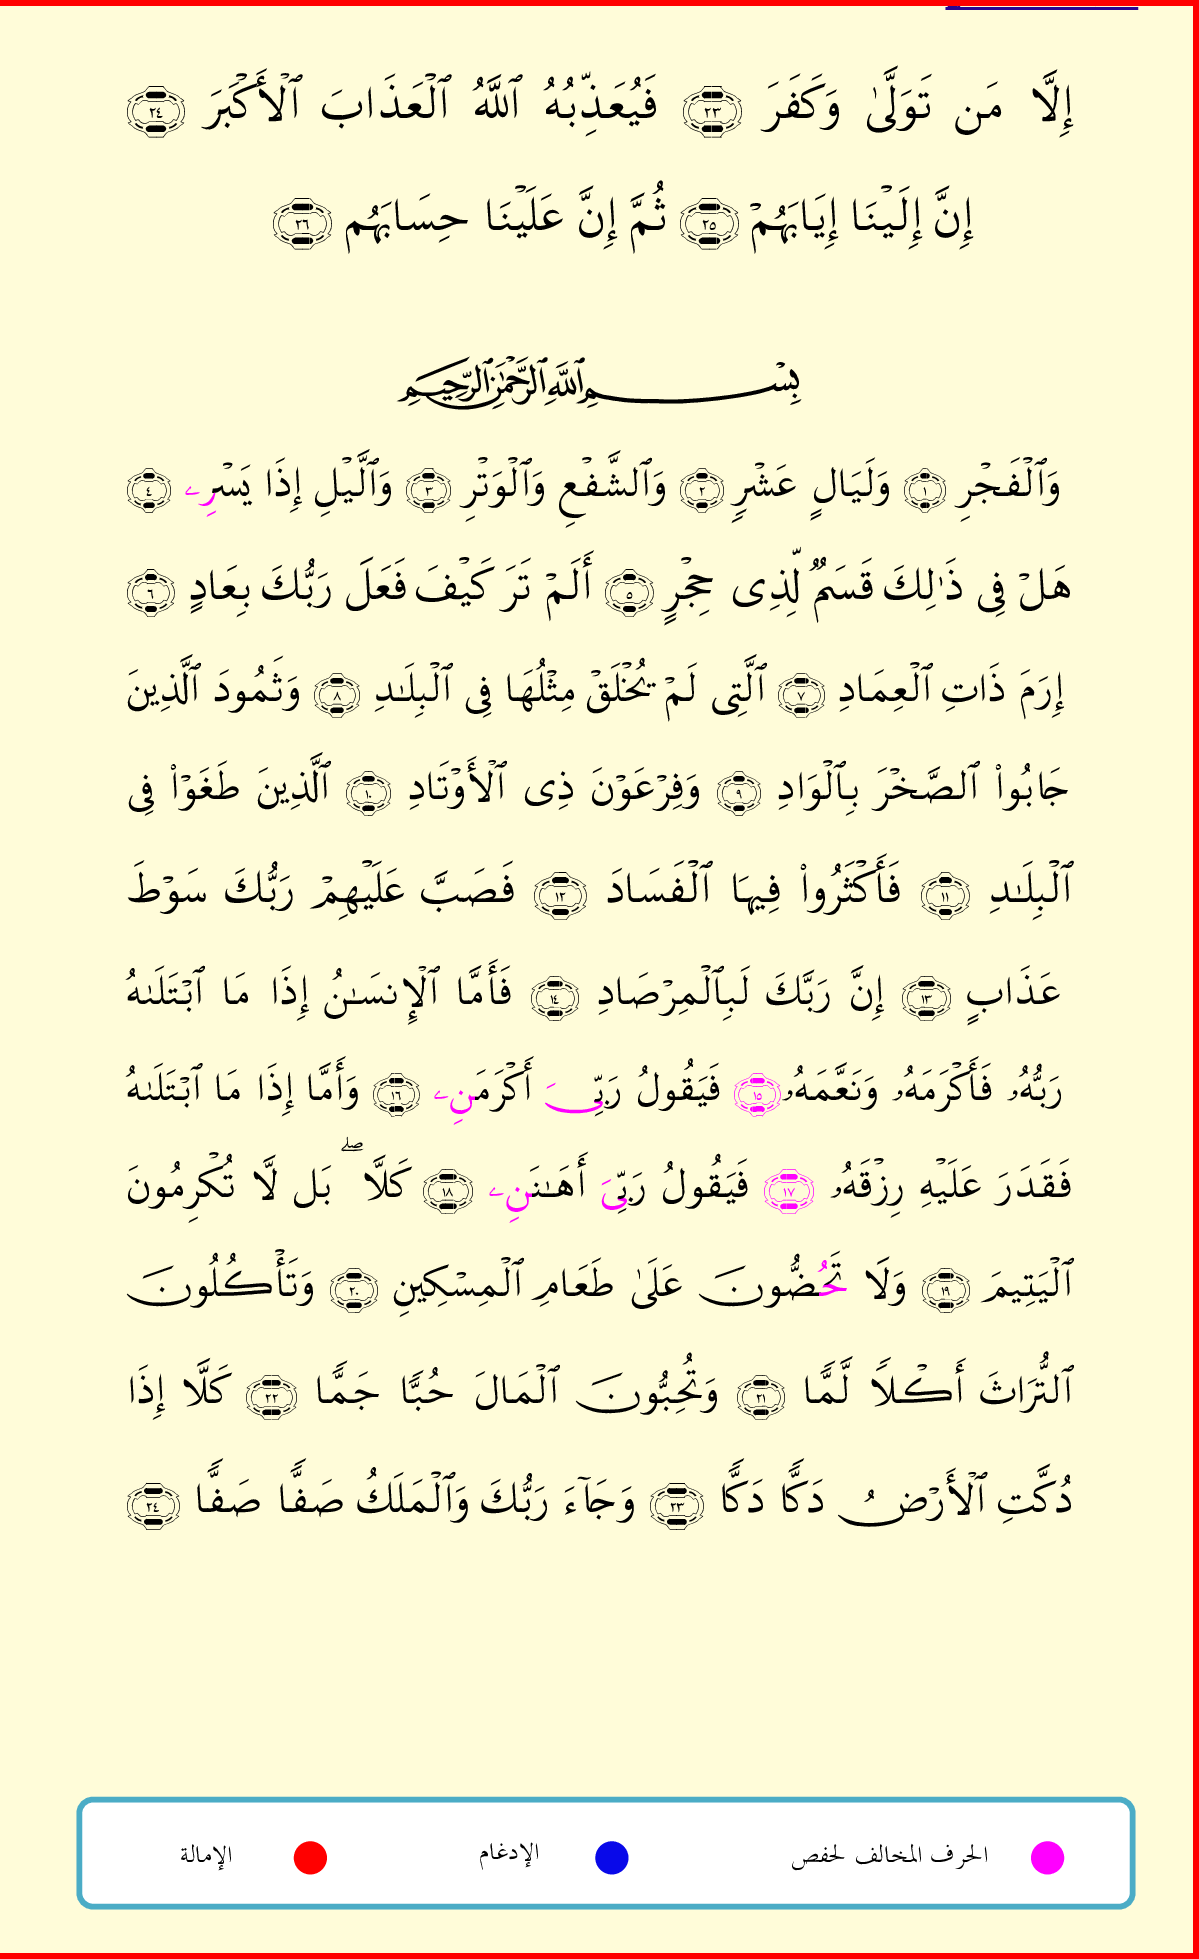 إِلَّا مَن تَوَلَّىٰ وَكَفَرَ ٢٣ فَيُعَذِّبُهُ ٱللَّهُ ٱلْعَذَابَ ٱلْأَكْبَرَ ٢٤
إِنَّ إِلَيْنَا إِيَابَهُمْ ٢٥ ثُمَّ إِنَّ عَلَيْنَا حِسَابَهُم ٢٦
بِسْمِ ٱللَّهِ ٱلرَّحْمَٰنِ ٱلرَّحِيمِ
وَٱلْفَجْرِ ١ وَلَيَالٍ عَشْرٍ ٢ وَٱلشَّفْعِ وَٱلْوَتْرِ ٣ وَٱلَّيْلِ إِذَا يَسْرِۦ ٤
هَلْ فِى ذَٰلِكَ قَسَمٌ لِّذِى حِجْرٍ ٥ أَلَمْ تَرَ كَيْفَ فَعَلَ رَبُّكَ بِعَادٍ ٦
إِرَمَ ذَاتِ ٱلْعِمَادِ ٧ ٱلَّتِى لَمْ يُخْلَقْ مِثْلُهَا فِى ٱلْبِلَٰدِ ٨ وَثَمُودَ ٱلَّذِينَ
جَابُوا۟ ٱلصَّخْرَ بِٱلْوَادِ ٩ وَفِرْعَوْنَ ذِى ٱلْأَوْتَادِ ١٠ ٱلَّذِينَ طَغَوْا۟ فِى
ٱلْبِلَٰدِ ١١ فَأَكْثَرُوا۟ فِيهَا ٱلْفَسَادَ ١٢ فَصَبَّ عَلَيْهِمْ رَبُّكَ سَوْطَ
عَذَابٍ ١٣ إِنَّ رَبَّكَ لَبِٱلْمِرْصَادِ ١٤ فَأَمَّا ٱلْإِنسَٰنُ إِذَا مَا ٱبْتَلَىٰهُ
رَبُّهُۥ فَأَكْرَمَهُۥ وَنَعَّمَهُۥ ١٥ فَيَقُولُ رَبِّىَ أَكْرَمَنِۦ ١٦ وَأَمَّا إِذَا مَا ٱبْتَلَىٰهُ
فَقَدَرَ عَلَيْهِ رِزْقَهُۥ ١٧ فَيَقُولُ رَبِّىَ أَهَٰنَنِۦ ١٨ كَلَّا ۖ بَل لَّا تُكْرِمُونَ
ٱلْيَتِيمَ ١٩ وَلَا تَحُضُّونَ عَلَىٰ طَعَامِ ٱلْمِسْكِينِ ٢٠ وَتَأْكُلُونَ
ٱلتُّرَاثَ أَكْلًا لَّمًّا ٢١ وَتُحِبُّونَ ٱلْمَالَ حُبًّا جَمًّا ٢٢ كَلَّا إِذَا
دُكَّتِ ٱلْأَرْضُ دَكًّا دَكًّا ٢٣ وَجَآءَ رَبُّكَ وَٱلْمَلَكُ صَفًّا صَفًّا ٢٤
الحرف المخالف لحفص الإدغام الإمالة